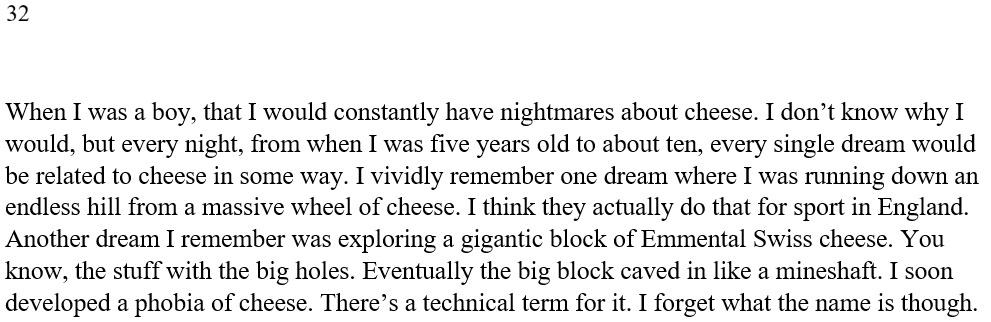 32
When I was a boy, that I would constantly have nightmares about cheese. I don’t know why I
would, but every night, from when I was five years old to about ten, every single dream would
be related to cheese in some way. I vividly remember one dream where I was running down an
endless hill from a massive wheel of cheese. I think they actually do that for sport in England.
Another dream I remember was exploring a gigantic block of Emmental Swiss cheese. You
know, the stuff with the big holes. Eventually the big block caved in like a mineshaft. I soon
developed a phobia of cheese. There’s a technical term for it. I forget what the name is though.